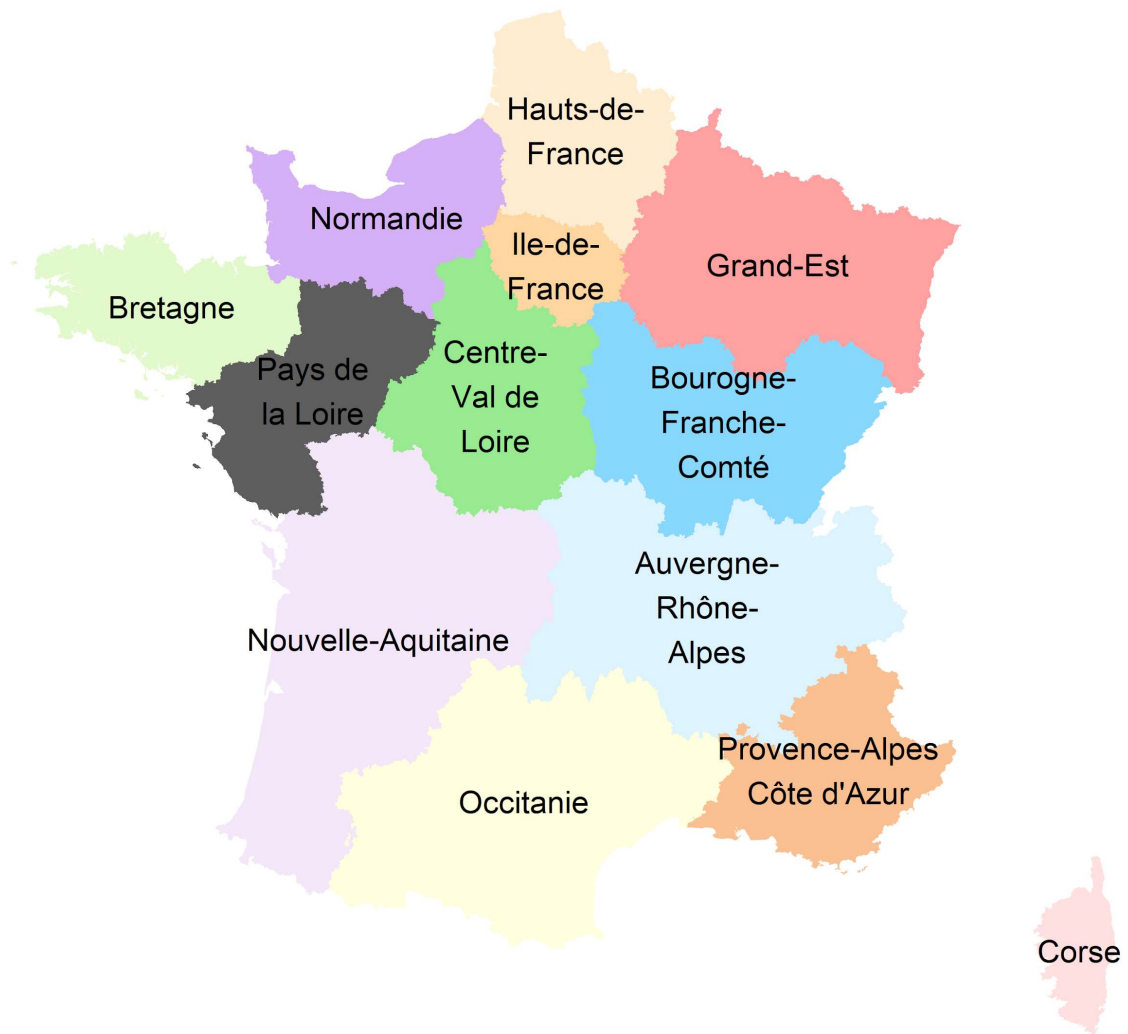 Hauts-de-
France
Normandie
Ile-de-
France
Grand-Est
Bretagne
Pays de
la Loire
Centre-
Val de
Loire
Bourogne-
Franche-
Comté
Auvergne-
Rhône-
Alpes
Nouvelle-Aquitaine
Provence-Alpes
Côte d'Azur
Occitanie
Corse